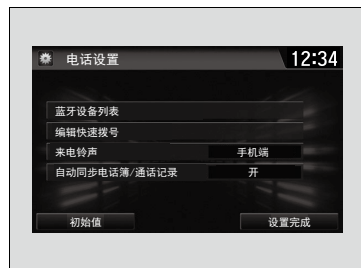 电话设置 12:34
蓝牙设备列表
编辑快速拨号
来电铃声 手机端
自动同步电话簿/通话记录 开
初始值 设置完成